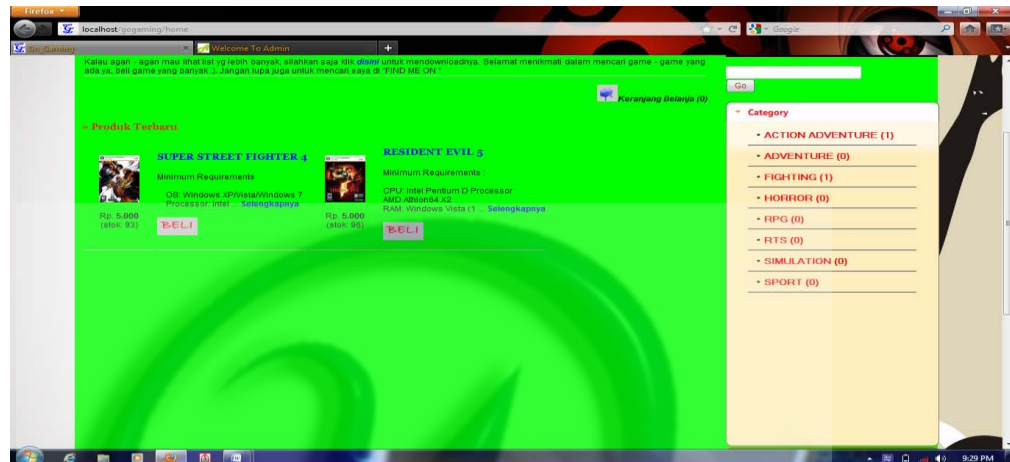 Firefox
localhost/gogaming/home
Google
Go_Gaming
Welcome To Admin
Kalau agan - agan mau lihat list yg lebih banyak, silahkan saja klik disini untuk mendownloadnya. Selamat menikmati dalam mencari game - game yang
ada ya, beli game yang banyak :). Jangan lupa juga untuk mencari saya di "FIND ME ON "
Go
Keranjang Belanja (0)
Category
» Produk Terbaru
ACTION ADVENTURE (1)
ADVENTURE (0)
FIGHTING (1)
HORROR (0)
RPG (0)
RTS (0)
SIMULATION (0)
SPORT (0)
SUPER STREET FIGHTER 4
Minimum Requirements
OS: Windows XP/Vista/Windows 7
Processor: Intel ... Selengkapnya
Rp. 5.000
(stok: 93)
BELI
RESIDENT EVIL 5
Minimum Requirements :
CPU: Intel Pentium D Processor
AMD Athlon64 X2
RAM: Windows Vista (1 ... Selengkapnya
Rp. 5.000
(stok: 96)
BELI
9:29 PM